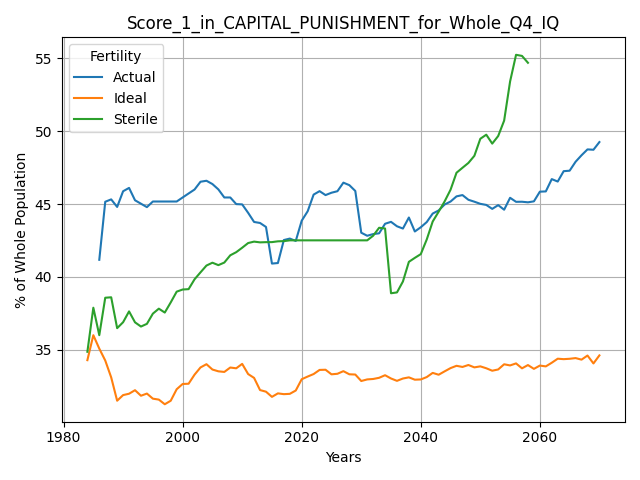 Score_1_in_CAPITAL_PUNISHMENT_for_Whole_Q4_IQ
Fertility
Actual
Ideal
Sterile
% of Whole Population
55
50
45
40
35
1980 2000 2020 2040 2060
Years